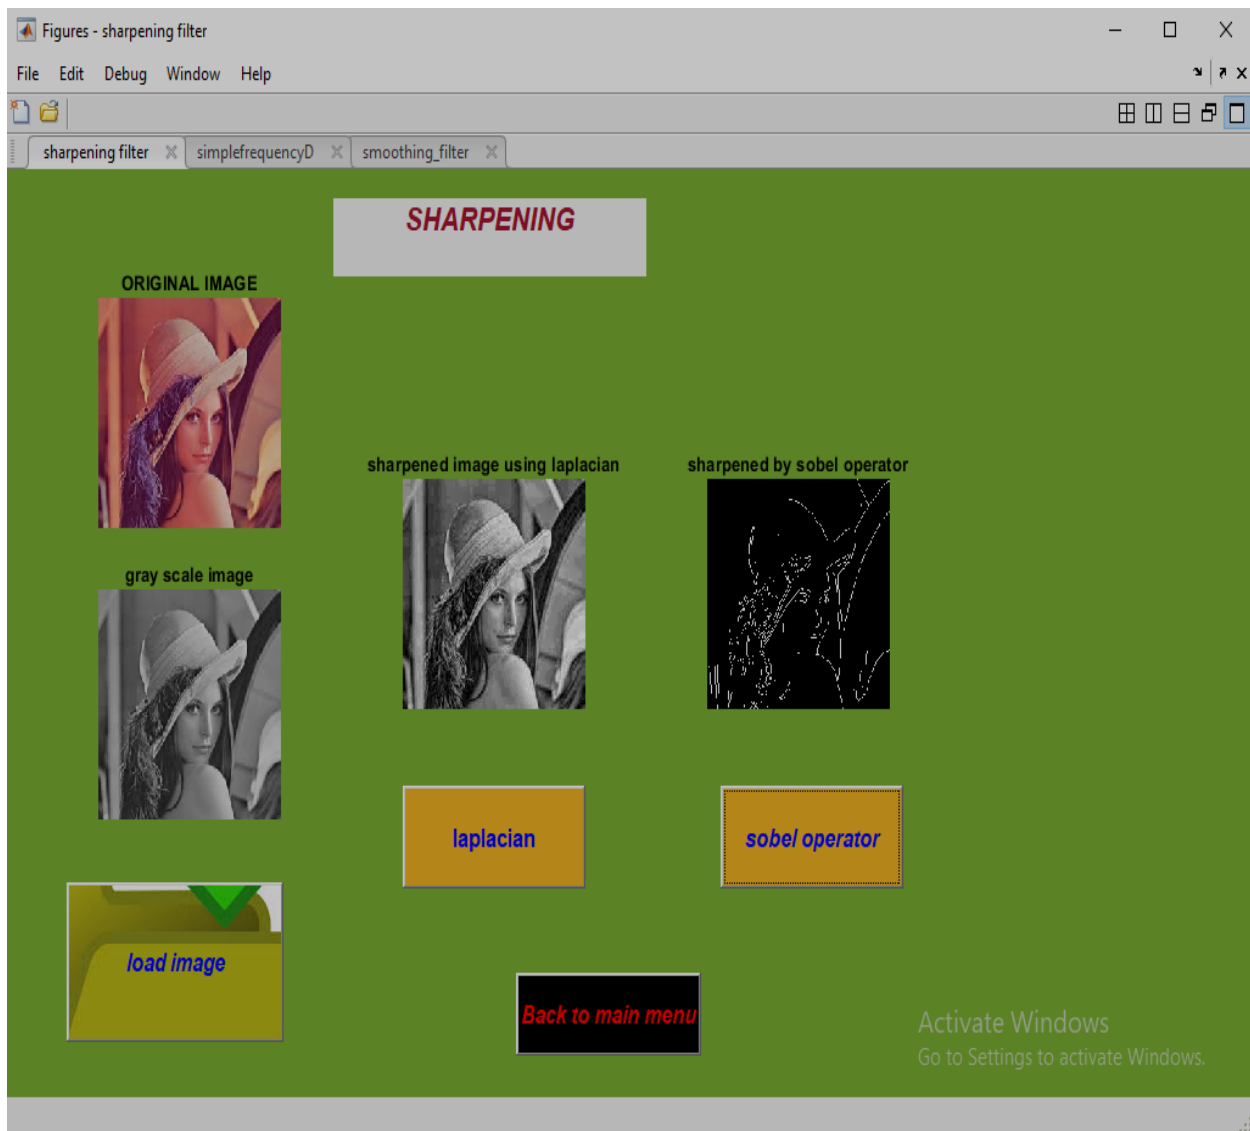 Figures - sharpening filter
File Edit Debug Window Help
sharpening filter simplefrequencyD smoothing_filter
SHARPENING
ORIGINAL IMAGE
sharpened image using laplacian sharpened by sobel operator
gray scale image
laplacian sobel operator
load image
Back to main menu
Activate Windows
Go to Settings to activate Windows.